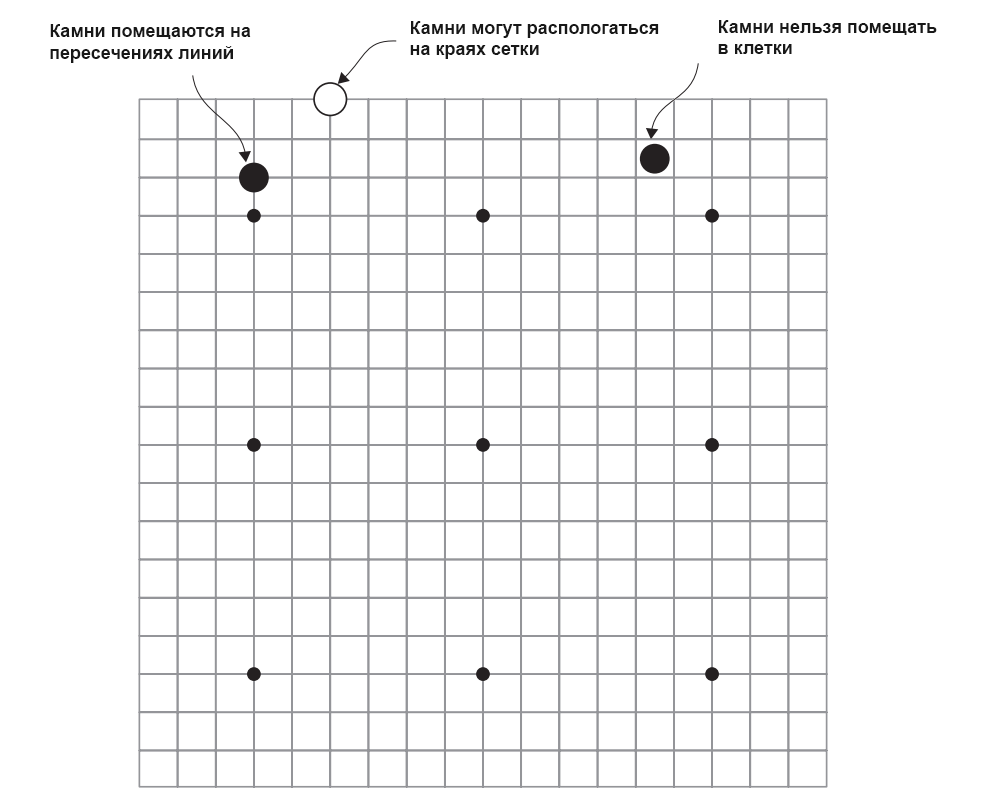 Камни помещаются на
пересечениях линий
Камни могут распологаться
на краях сетки
Камни нельзя помещать
в клетки